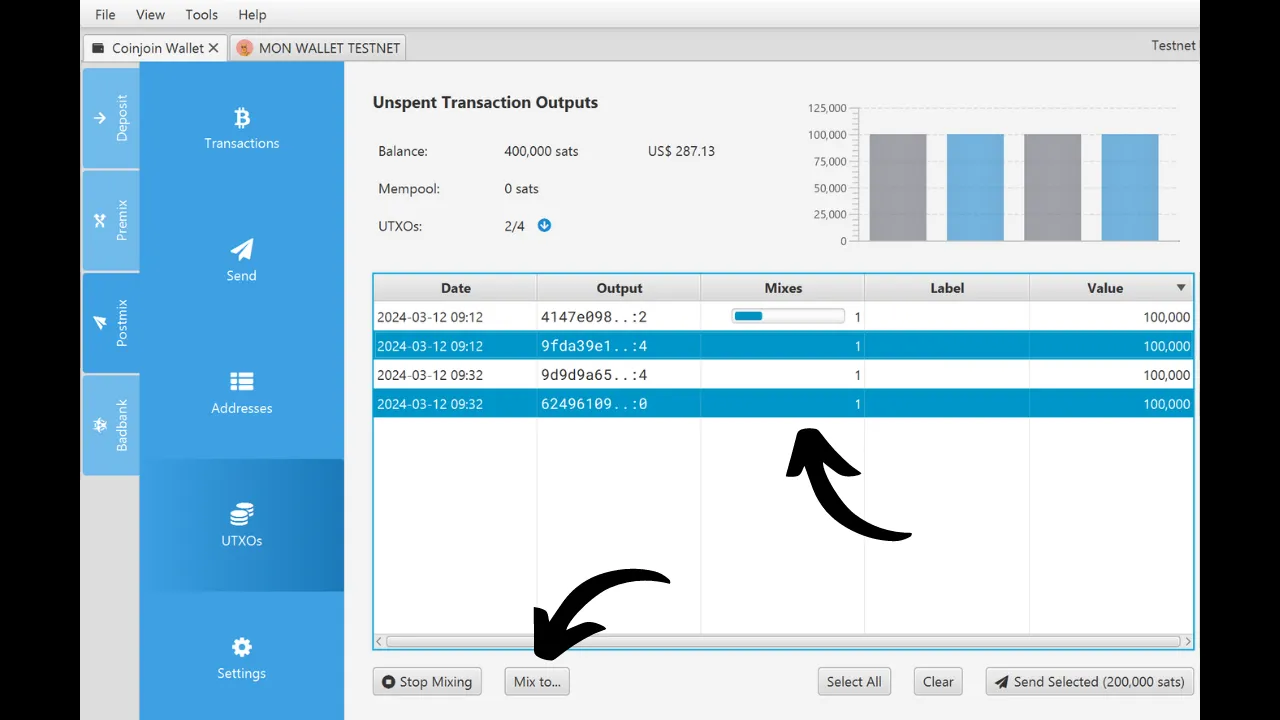 File View Tools Help
Coinjoin Wallet MON WALLET TESTNET Testnet
Deposit
Premix
Postmix
Badbank
Transactions
Send
Addresses
UTXOs
Settings
Unspent Transaction Outputs
Balance: 400,000 sats US$ 287.13
Mempool: 0 sats
UTXOs: 2/4
125,000
100,000
75,000
50,000
25,000
0
Date Output Mixes Label Value
2024-03-12 09:12 4147e098..:2 1 100,000
2024-03-12 09:12 9fda39e1..:4 1 100,000
2024-03-12 09:32 9d9d9a65..:4 1 100,000
2024-03-12 09:32 62496109..:0 1 100,000
Stop Mixing Mix to... Select All Clear Send Selected (200,000 sats)